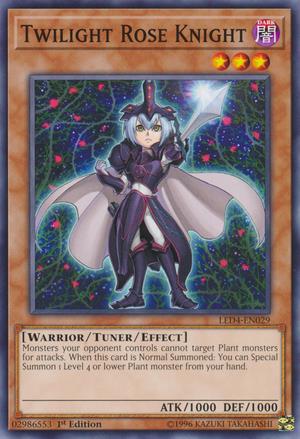 Twilight Rose Knight
DARK
闇
LED4-EN029
[Warrior/Tuner/Effect]
Monsters your opponent controls cannot target Plant monsters
for attacks. When this card is Normal Summoned: You can Special
Summon 1 Level 4 or lower Plant monster from your hand.
ATK/1000 DEF/1000
02986553 1st Edition ©1996 KAZUKI TAKAHASHI